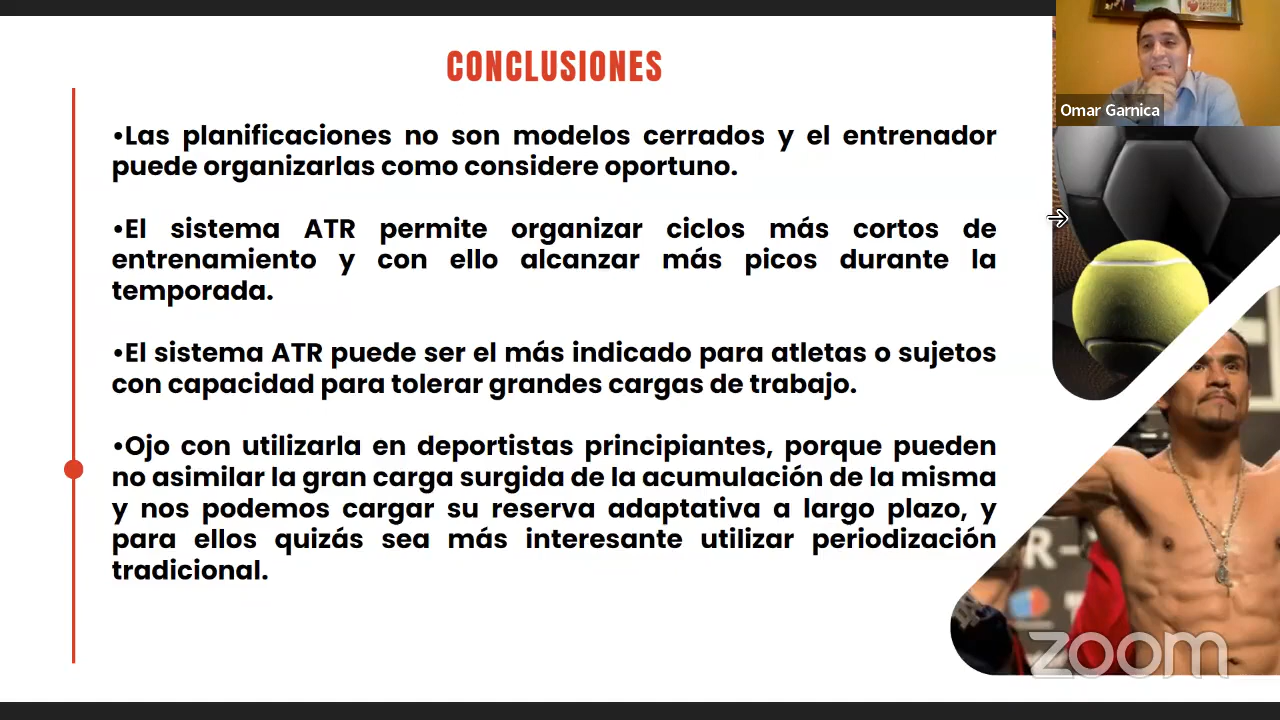 CONCLUSIONES
•Las planificaciones no son modelos cerrados y el entrenador
puede organizarlas como considere oportuno.
•El sistema ATR permite organizar ciclos más cortos de
entrenamiento y con ello alcanzar más picos durante la
temporada.
•El sistema ATR puede ser el más indicado para atletas o sujetos
con capacidad para tolerar grandes cargas de trabajo.
•Ojo con utilizarla en deportistas principiantes, porque pueden
no asimilar la gran carga surgida de la acumulación de la misma
y nos podemos cargar su reserva adaptativa a largo plazo, y
para ellos quizás sea más interesante utilizar periodización
tradicional.
Omar Garnica
zoom